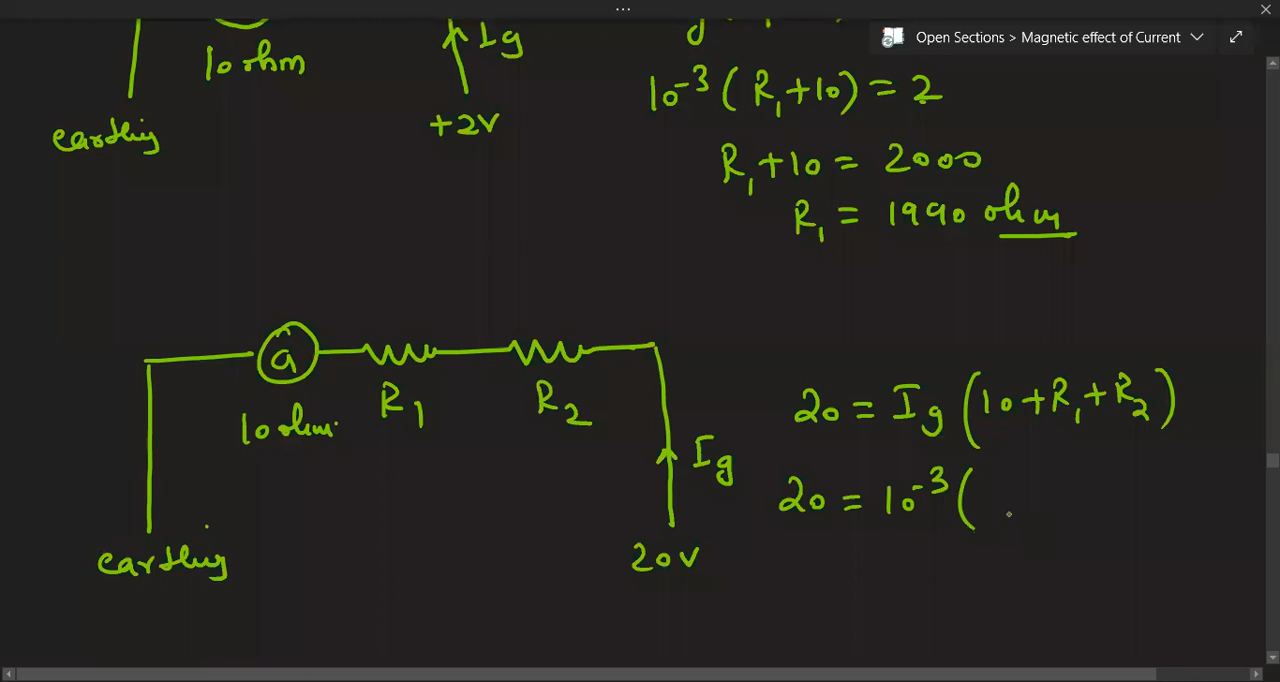 ...
Open Sections > Magnetic effect of Current
10 ohm
Ig
10⁻³ (R₁+10) = 2
earthing
+2V
R₁+10 = 2000
R₁ = 1990 ohm
G
R₁
R₂
10 ohm.
20 = Ig (10+R₁+R₂)
Ig
20 = 10⁻³ (
earthing
20V